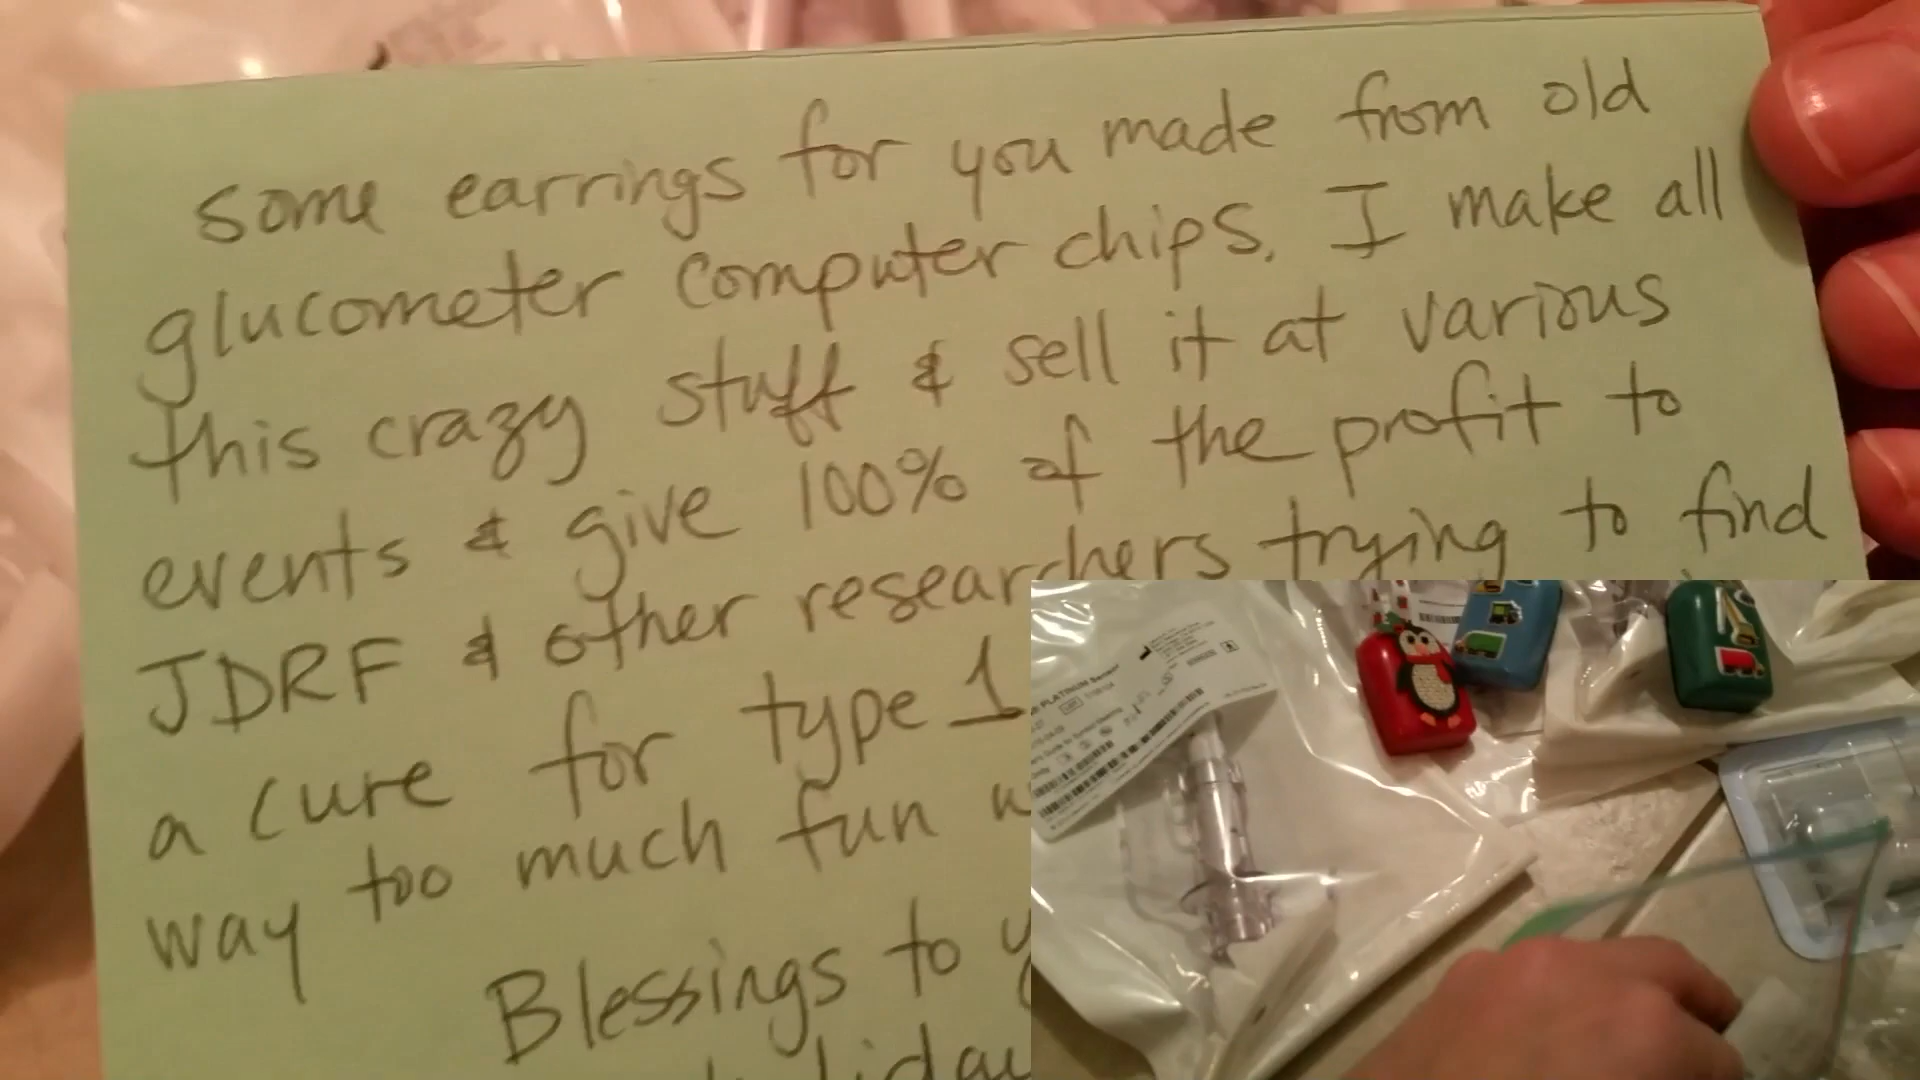 some earrings for you made from old
glucometer computer chips. I make all
this crazy stuff & sell it at various
events & give 100% of the profit to
JDRF & other researchers trying to find
a cure for type 1
way too much fun
Blessings to
PLATINUM Sensor